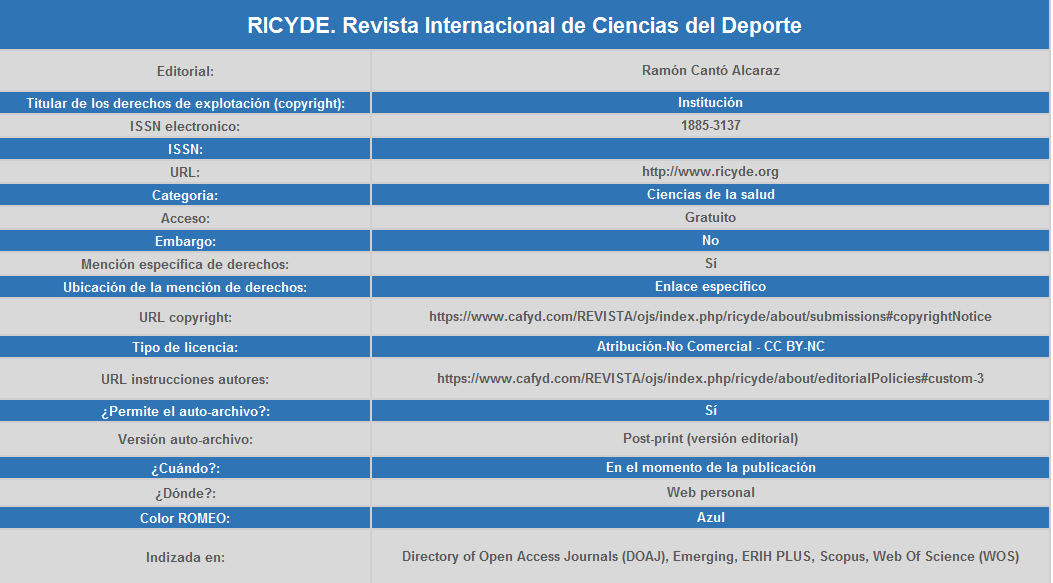 RICYDE. Revista Internacional de Ciencias del Deporte
Editorial: Ramón Cantó Alcaraz
Titular de los derechos de explotación (copyright): Institución
ISSN electronico: 1885-3137
ISSN:
URL: http://www.ricyde.org
Categoria: Ciencias de la salud
Acceso: Gratuito
Embargo: No
Mención específica de derechos: Sí
Ubicación de la mención de derechos: Enlace especifico
URL copyright: https://www.cafyd.com/REVISTA/ojs/index.php/ricyde/about/submissions#copyrightNotice
Tipo de licencia: Atribución-No Comercial - CC BY-NC
URL instrucciones autores: https://www.cafyd.com/REVISTA/ojs/index.php/ricyde/about/editorialPolicies#custom-3
¿Permite el auto-archivo?: Sí
Versión auto-archivo: Post-print (versión editorial)
¿Cuándo?: En el momento de la publicación
¿Dónde?: Web personal
Color ROMEO: Azul
Indizada en: Directory of Open Access Journals (DOAJ), Emerging, ERIH PLUS, Scopus, Web Of Science (WOS)